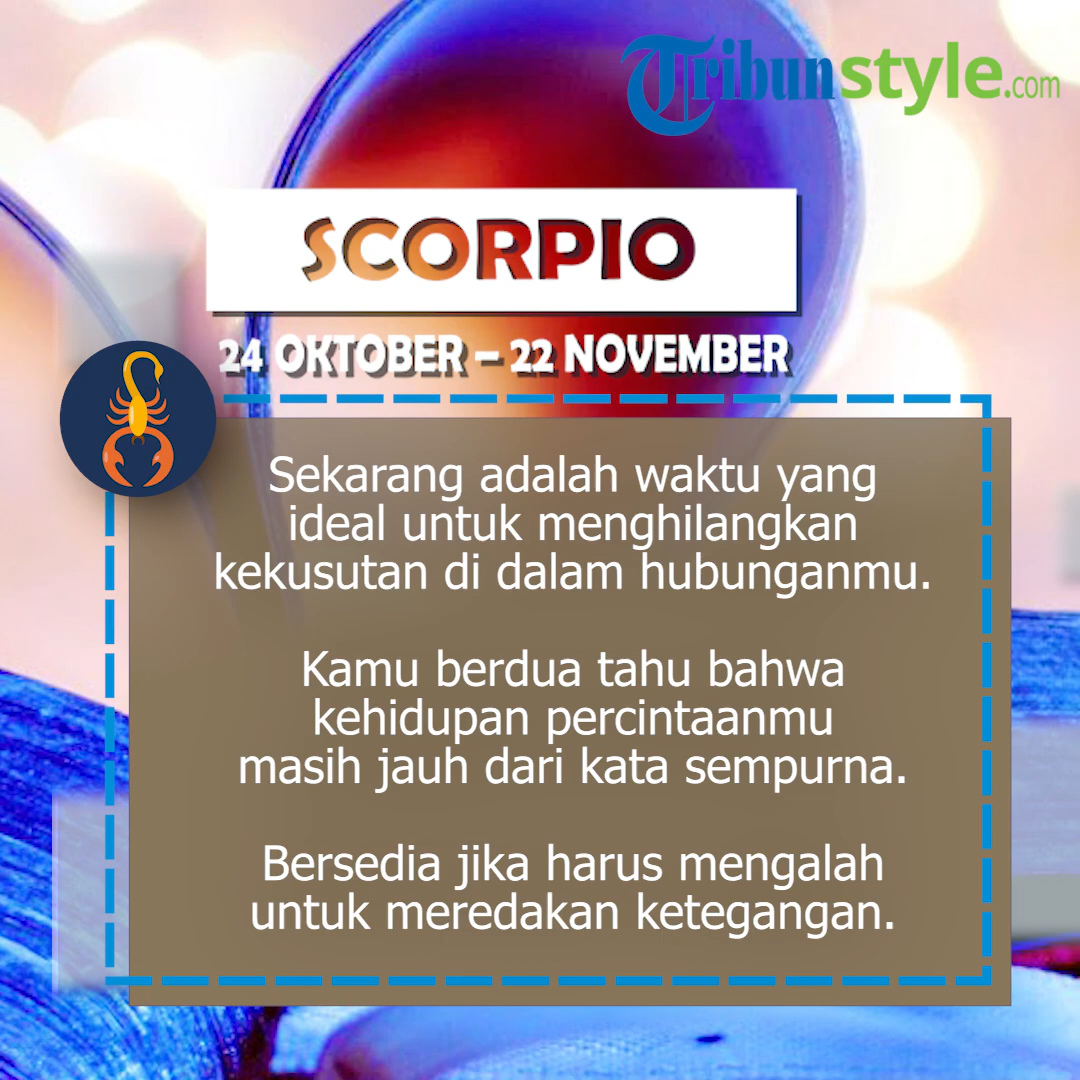 Tribunstyle.com
SCORPIO
24 OKTOBER – 22 NOVEMBER
Sekarang adalah waktu yang
ideal untuk menghilangkan
kekusutan di dalam hubunganmu.
Kamu berdua tahu bahwa
kehidupan percintaanmu
masih jauh dari kata sempurna.
Bersedia jika harus mengalah
untuk meredakan ketegangan.